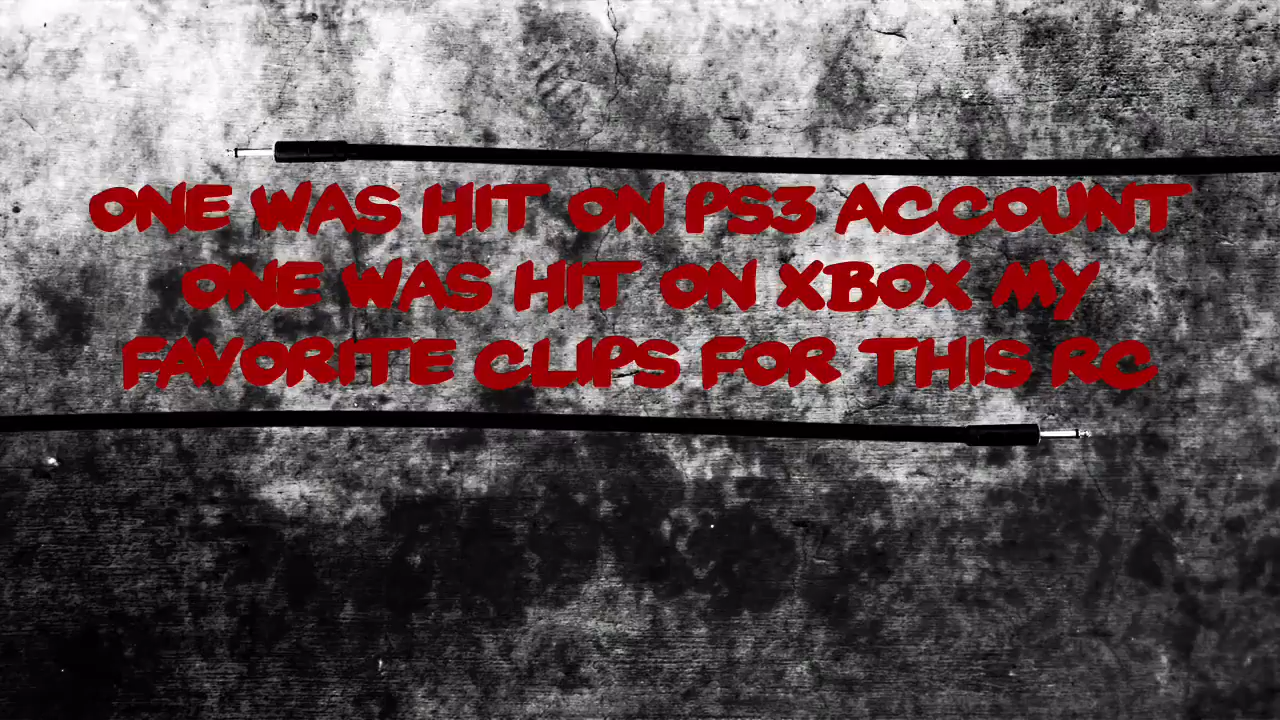 ONE WAS HIT ON PS3 ACCOUNT
ONE WAS HIT ON XBOX MY
FAVORITE CLIPS FOR THIS RC